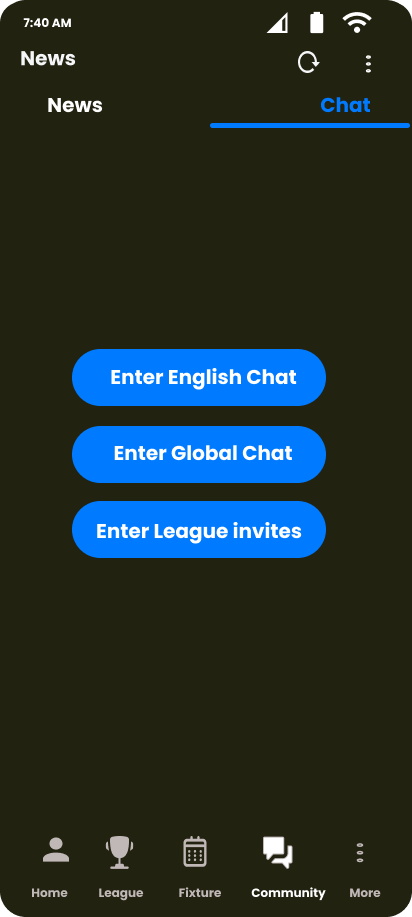 7:40 AM
News
News Chat
Enter English Chat
Enter Global Chat
Enter League invites
Home League Fixture Community More